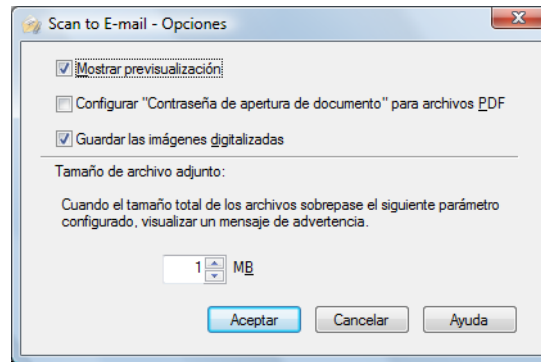 Scan to E-mail - Opciones
Mostrar previsualización
Configurar "Contraseña de apertura de documento" para archivos PDF
Guardar las imágenes digitalizadas
Tamaño de archivo adjunto:
Cuando el tamaño total de los archivos sobrepase el siguiente parámetro
configurado, visualizar un mensaje de advertencia.
1 MB
Aceptar Cancelar Ayuda